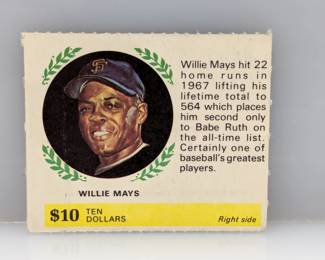 SF
Willie Mays hit 22
home runs in
1967 lifting his
lifetime total to
564 which places
him second only
to Babe Ruth on
the all-time list.
Certainly one of
baseball's greatest
players.
WILLIE MAYS
$10 TEN
DOLLARS
Right side